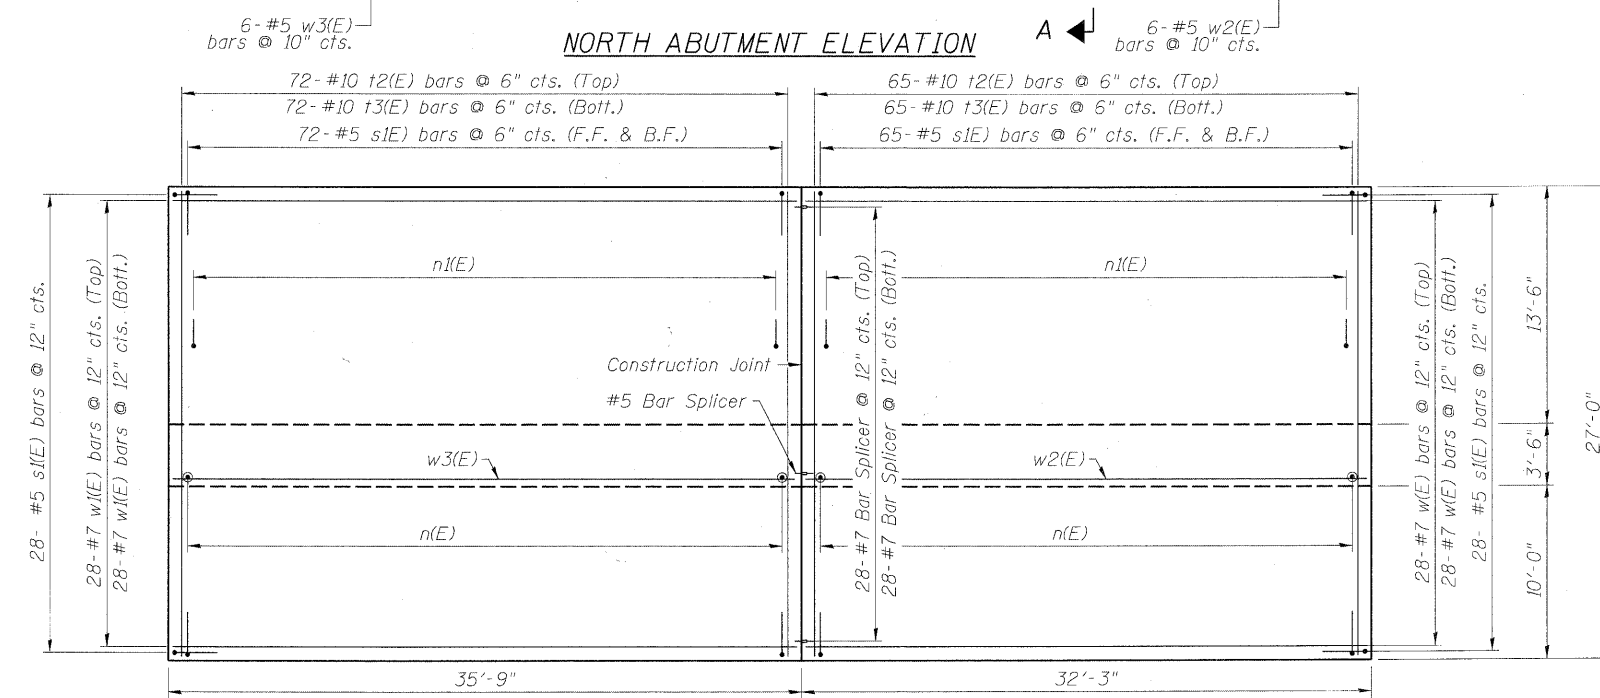 6-#5 w3(E)
bars @ 10" cts.
NORTH ABUTMENT ELEVATION
A
6-#5 w2(E)
bars @ 10" cts.
72-#10 t2(E) bars @ 6" cts. (Top)
72-#10 t3(E) bars @ 6" cts. (Bott.)
72-#5 s1E) bars @ 6" cts. (F.F. & B.F.)
65-#10 t2(E) bars @ 6" cts. (Top)
65-#10 t3(E) bars @ 6" cts. (Bott.)
65-#5 s1E) bars @ 6" cts. (F.F. & B.F.)
28- #5 s1(E) bars @ 12" cts.
28-#7 w1(E) bars @ 12" cts. (Top)
28-#7 w1(E) bars @ 12" cts. (Bott.)
n1(E)
n1(E)
Construction Joint
#5 Bar Splicer
28-#7 Bar Splicer @ 12" cts. (Top)
28-#7 Bar Splicer @ 12" cts. (Bott.)
w3(E)
w2(E)
n(E)
n(E)
28-#7 w(E) bars @ 12" cts. (Top)
28-#7 w(E) bars @ 12" cts. (Bott.)
28- #5 s1(E) bars @ 12" cts.
13'-6"
3'-6"
10'-0"
27'-0"
35'-9"
32'-3"